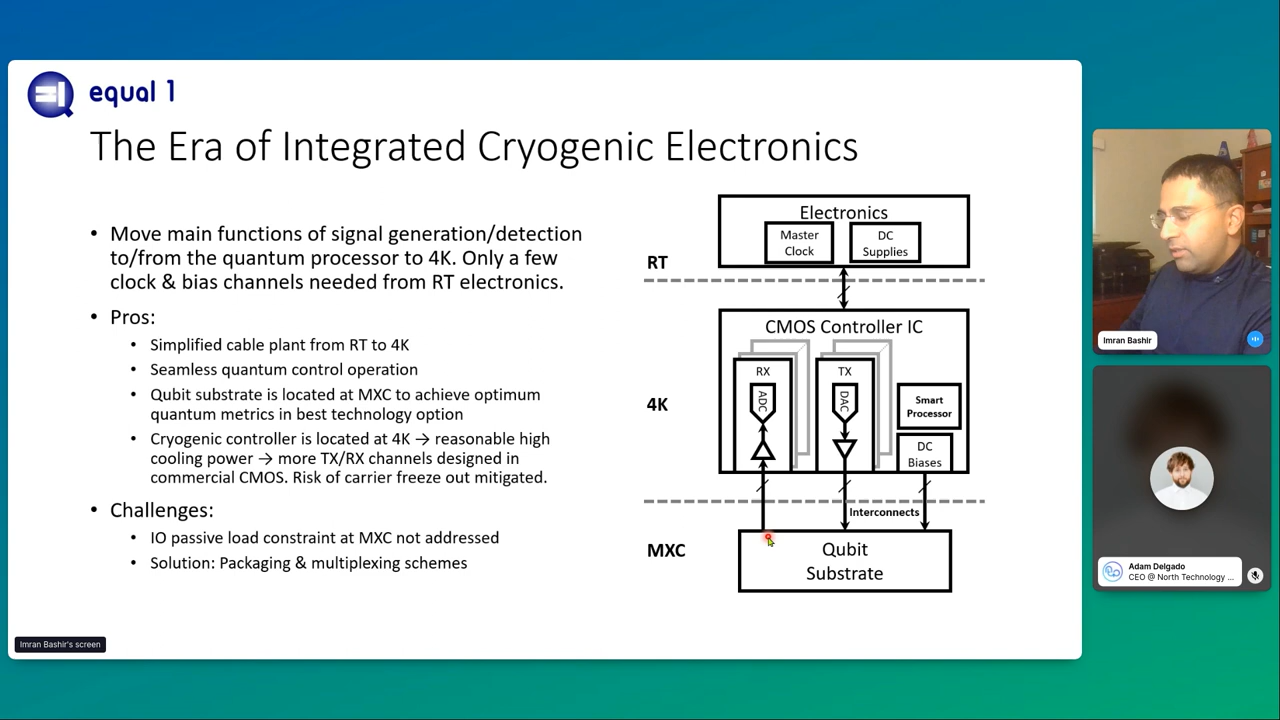 equal 1
The Era of Integrated Cryogenic Electronics
• Move main functions of signal generation/detection
to/from the quantum processor to 4K. Only a few
clock & bias channels needed from RT electronics.
• Pros:
• Simplified cable plant from RT to 4K
• Seamless quantum control operation
• Qubit substrate is located at MXC to achieve optimum
quantum metrics in best technology option
• Cryogenic controller is located at 4K → reasonable high
cooling power → more TX/RX channels designed in
commercial CMOS. Risk of carrier freeze out mitigated.
• Challenges:
• IO passive load constraint at MXC not addressed
• Solution: Packaging & multiplexing schemes
Electronics
Master
Clock
DC
Supplies
RT
CMOS Controller IC
RX
ADC
TX
DAC
Smart
Processor
DC
Biases
4K
Interconnects
MXC
Qubit
Substrate
Imran Bashir's screen
Imran Bashir
Adam Delgado
CEO @ North Technology ...